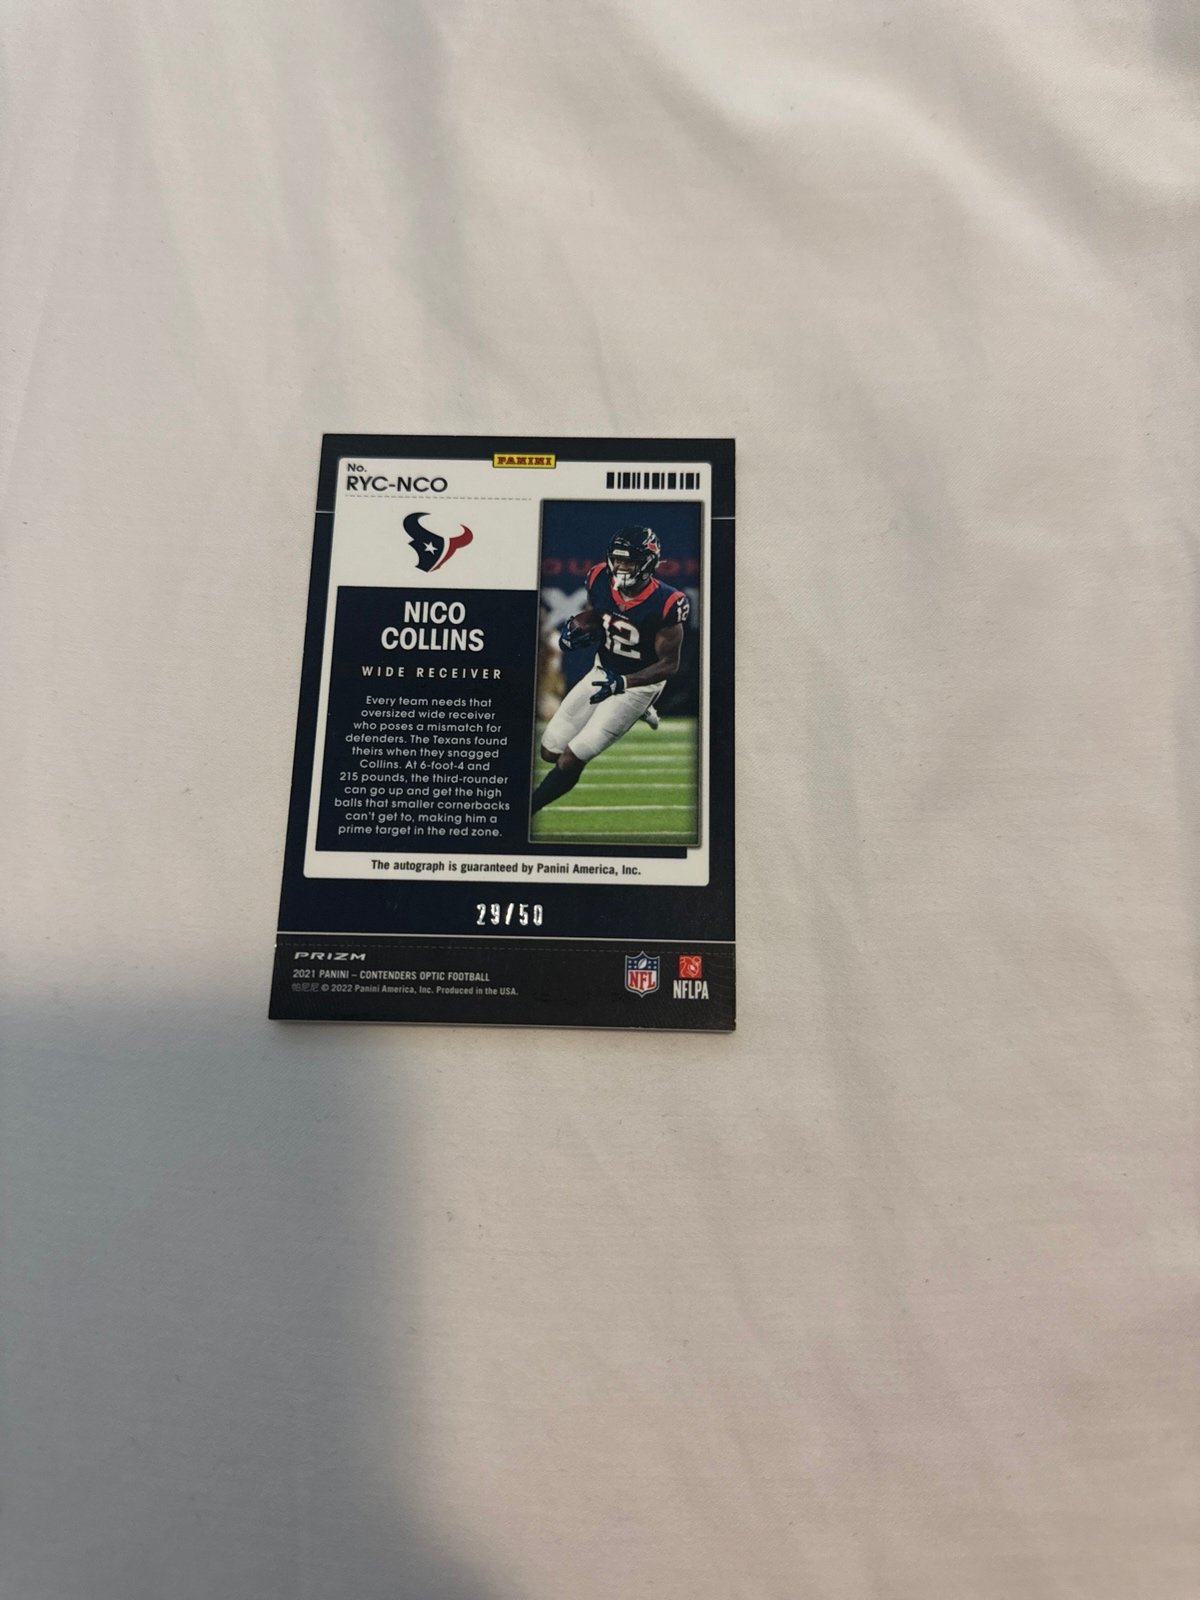 PANINI
No.
RYC-NCO
NICO
COLLINS
WIDE RECEIVER
Every team needs that
oversized wide receiver
who poses a mismatch for
defenders. The Texans found
theirs when they snagged
Collins. At 6-foot-4 and
215 pounds, the third-rounder
can go up and get the high
balls that smaller cornerbacks
can't get to, making him a
prime target in the red zone.
12
12
The autograph is guaranteed by Panini America, Inc.
29/50
PRIZM
2021 PANINI – CONTENDERS OPTIC FOOTBALL
帕尼尼 © 2022 Panini America, Inc. Produced in the USA.
NFL
NFLPA